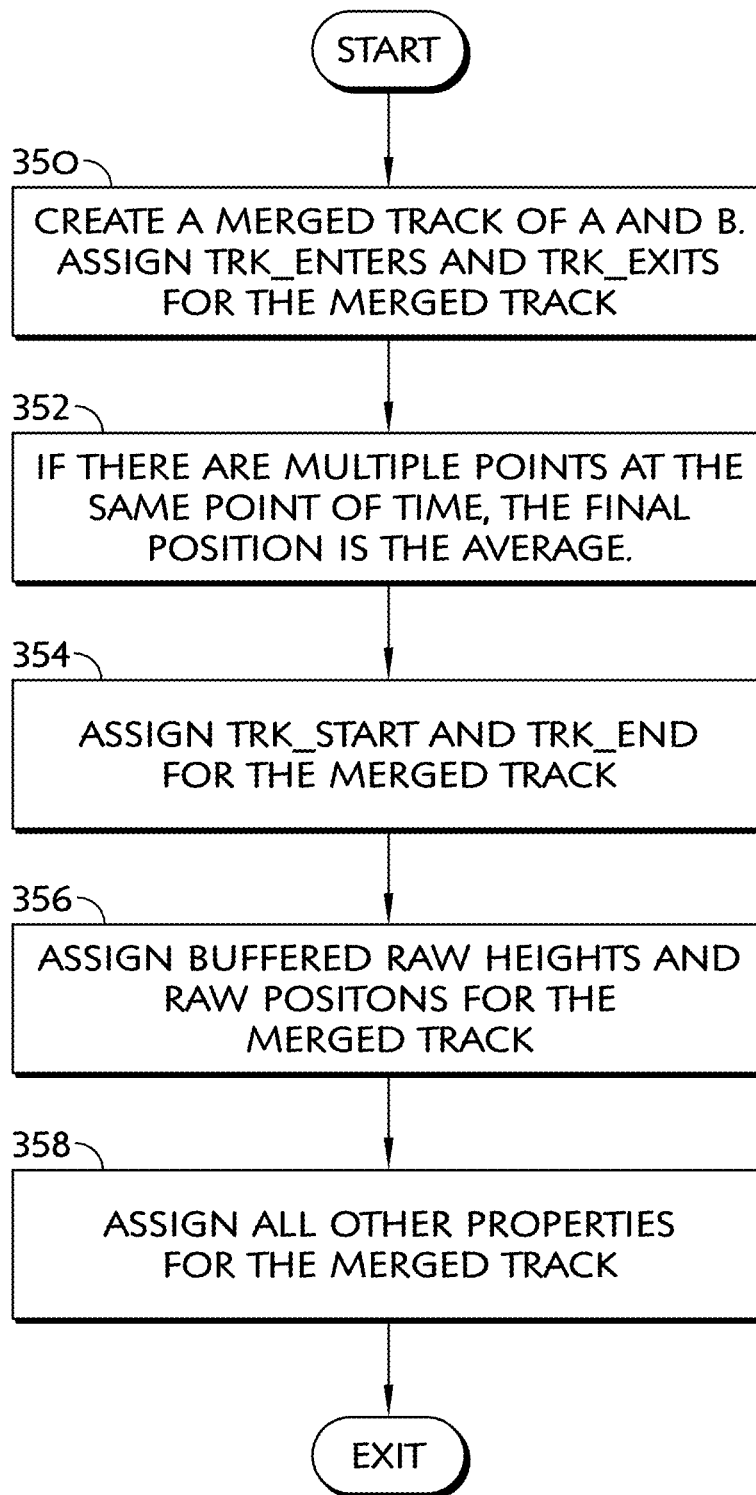 START
350
CREATE A MERGED TRACK OF A AND B.
ASSIGN TRK_ENTERS AND TRK_EXITS
FOR THE MERGED TRACK
352
IF THERE ARE MULTIPLE POINTS AT THE
SAME POINT OF TIME, THE FINAL
POSITION IS THE AVERAGE.
354
ASSIGN TRK_START AND TRK_END
FOR THE MERGED TRACK
356
ASSIGN BUFFERED RAW HEIGHTS AND
RAW POSITONS FOR THE
MERGED TRACK
358
ASSIGN ALL OTHER PROPERTIES
FOR THE MERGED TRACK
EXIT